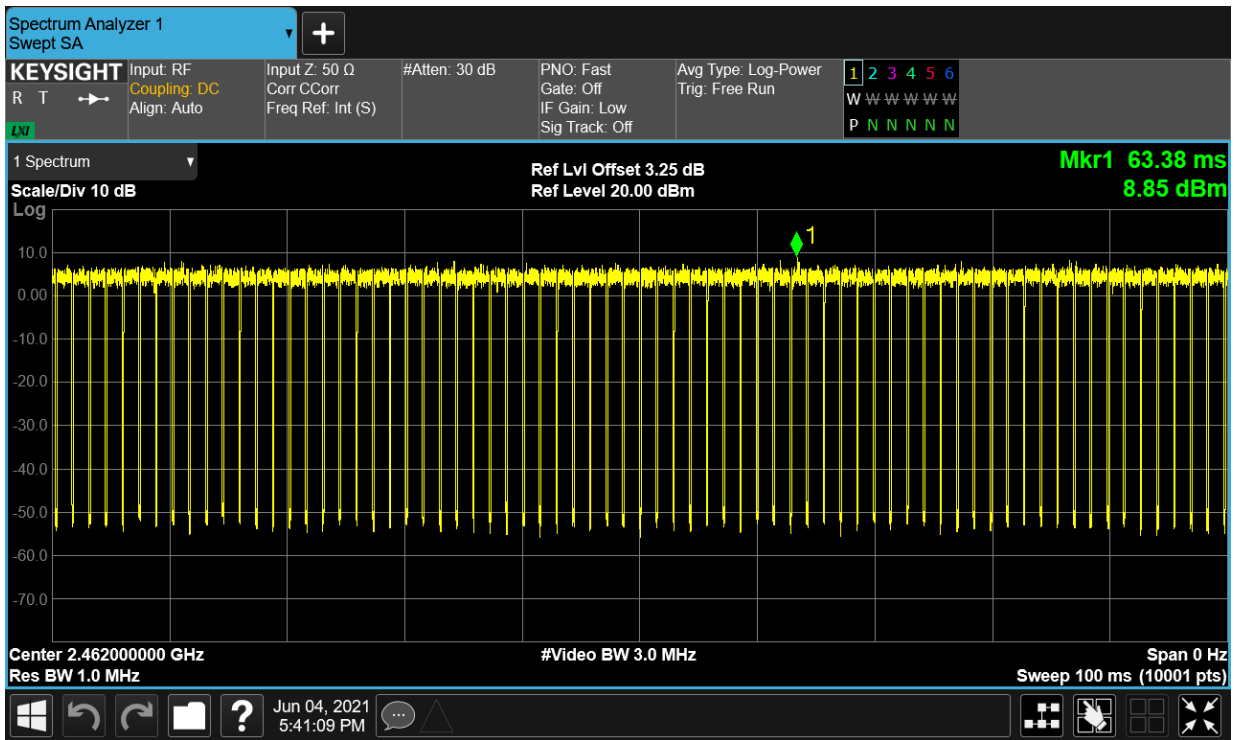 Spectrum Analyzer 1
Swept SA
▼
+
KEYSIGHT
R T
LXI
Input: RF
Coupling: DC
Align: Auto
Input Z: 50 Ω
Corr CCorr
Freq Ref: Int (S)
#Atten: 30 dB
PNO: Fast
Gate: Off
IF Gain: Low
Sig Track: Off
Avg Type: Log-Power
Trig: Free Run
1 2 3 4 5 6
W W W W W W
P N N N N N
1 Spectrum ▼
Scale/Div 10 dB
Log
Ref Lvl Offset 3.25 dB
Ref Level 20.00 dBm
Mkr1 63.38 ms
8.85 dBm
1
10.0
0.00
-10.0
-20.0
-30.0
-40.0
-50.0
-60.0
-70.0
Center 2.462000000 GHz
Res BW 1.0 MHz
#Video BW 3.0 MHz
Span 0 Hz
Sweep 100 ms (10001 pts)
?
Jun 04, 2021
5:41:09 PM